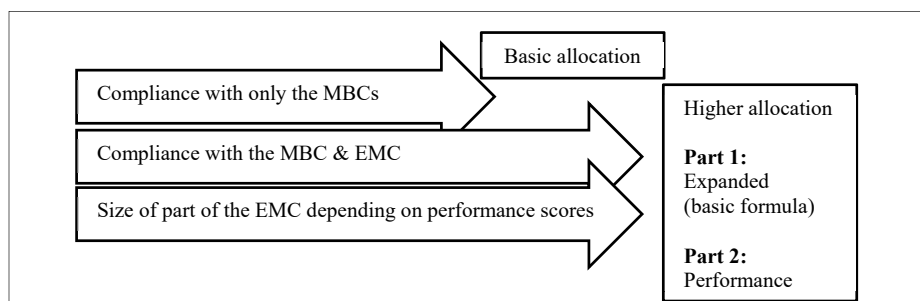 Basic allocation
Compliance with only the MBCs
Higher allocation
Compliance with the MBC & EMC
Part 1:
Expanded
(basic formula)
Size of part of the EMC depending on performance scores
Part 2:
Performance